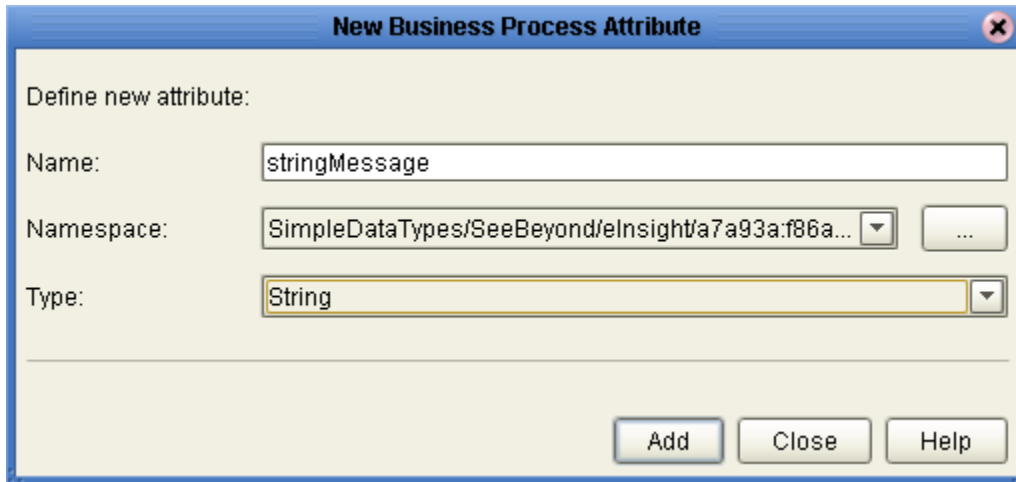 New Business Process Attribute
Define new attribute:
Name: stringMessage
Namespace: SimpleDataTypes/SeeBeyond/eInsight/a7a93a:f86a... ...
Type: String
Add Close Help